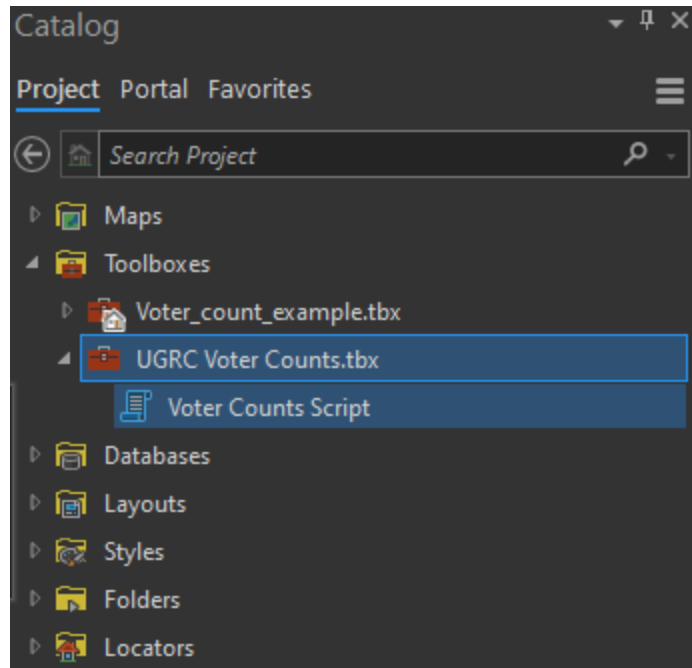 Catalog
Project Portal Favorites
Search Project
Maps
Toolboxes
Voter_count_example.tbx
UGRC Voter Counts.tbx
Voter Counts Script
Databases
Layouts
Styles
Folders
Locators